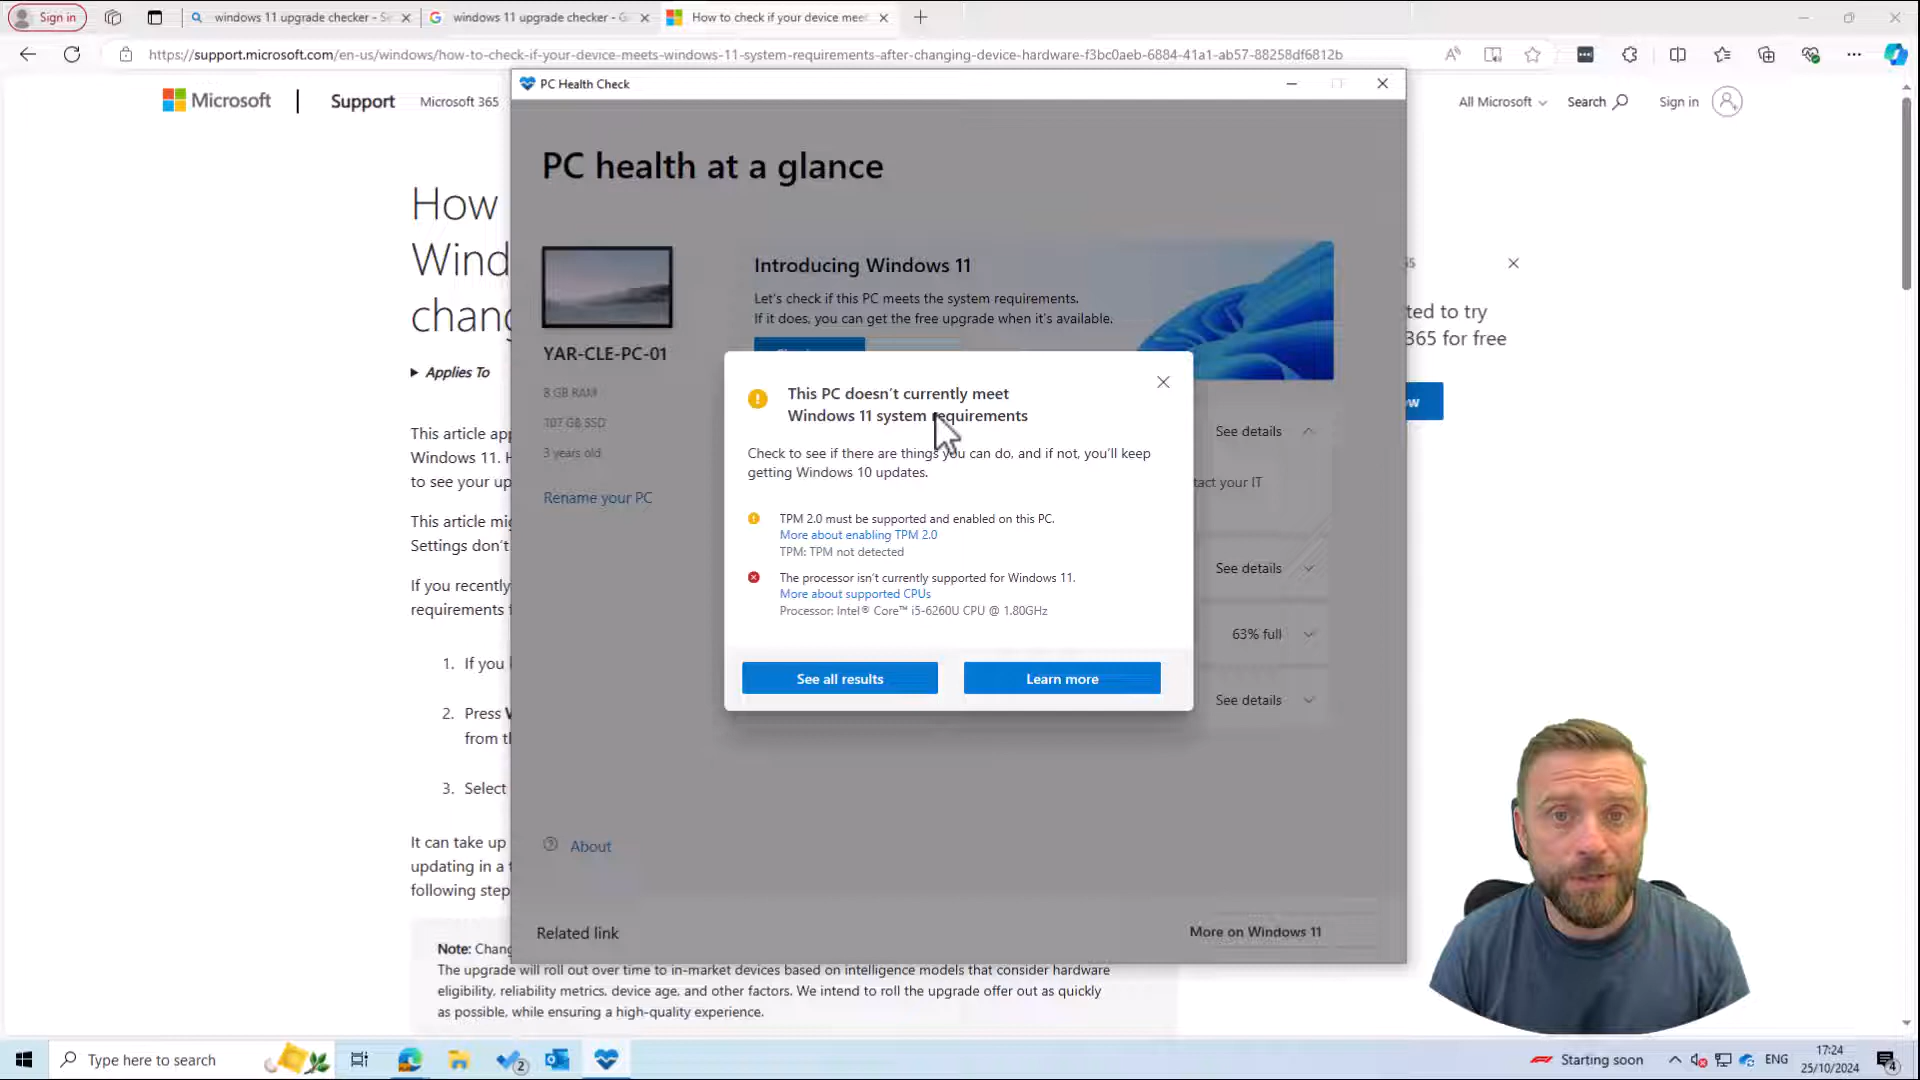 Sign in
windows 11 upgrade checker - S
windows 11 upgrade checker - G
How to check if your device mee
https://support.microsoft.com/en-us/windows/how-to-check-if-your-device-meets-windows-11-system-requirements-after-changing-device-hardware-f3bc0aeb-6884-41a1-ab57-88258df6812b
Microsoft
Support
Microsoft 365
All Microsoft
Search
Sign in
PC Health Check
PC health at a glance
How
Wind
chang
Applies To
This article app
Windows 11. H
to see your up
This article mig
Settings don't
If you recently
requirements f
1. If you
2. Press W
from th
3. Select
It can take up
updating in a t
following step
YAR-CLE-PC-01
8 GB RAM
107 GB SSD
3 years old
Rename your PC
About
Related link
More on Windows 11
Introducing Windows 11
Let's check if this PC meets the system requirements.
If it does, you can get the free upgrade when it's available.
This PC doesn't currently meet
Windows 11 system requirements
Check to see if there are things you can do, and if not, you'll keep
getting Windows 10 updates.
TPM 2.0 must be supported and enabled on this PC.
More about enabling TPM 2.0
TPM: TPM not detected
The processor isn't currently supported for Windows 11.
More about supported CPUs
Processor: Intel® Core™ i5-6260U CPU @ 1.80GHz
See all results
Learn more
See details
tact your IT
See details
63% full
See details
65
ted to try
365 for free
ow
Note: Chang
The upgrade will roll out over time to in-market devices based on intelligence models that consider hardware
eligibility, reliability metrics, device age, and other factors. We intend to roll the upgrade offer out as quickly
as possible, while ensuring a high-quality experience.
Type here to search
2
Starting soon
ENG
17:24
25/10/2024
4